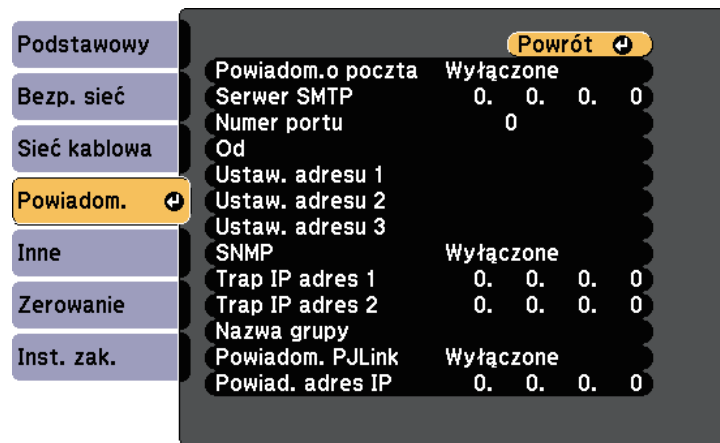 Podstawowy
Bezp. sieć
Sieć kablowa
Powiadom.
Inne
Zerowanie
Inst. zak.
Powrót
Powiadom.o poczta Wyłączone
Serwer SMTP 0. 0. 0. 0
Numer portu 0
Od
Ustaw. adresu 1
Ustaw. adresu 2
Ustaw. adresu 3
SNMP Wyłączone
Trap IP adres 1 0. 0. 0. 0
Trap IP adres 2 0. 0. 0. 0
Nazwa grupy
Powiadom. PJLink Wyłączone
Powiad. adres IP 0. 0. 0. 0